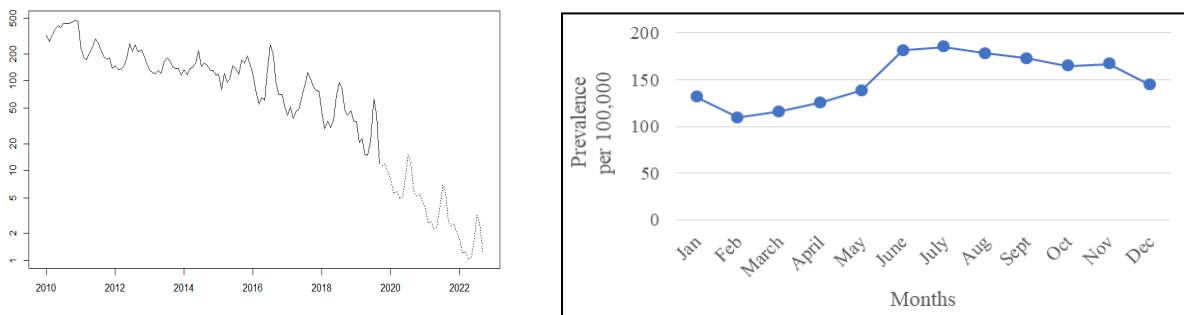 500
200
100
50
20
10
5
2
1
2010 2012 2014 2016 2018 2020 2022
Prevalence
per 100,000
200
150
100
50
0
Jan Feb March April May June July Aug Sept Oct Nov Dec
Months